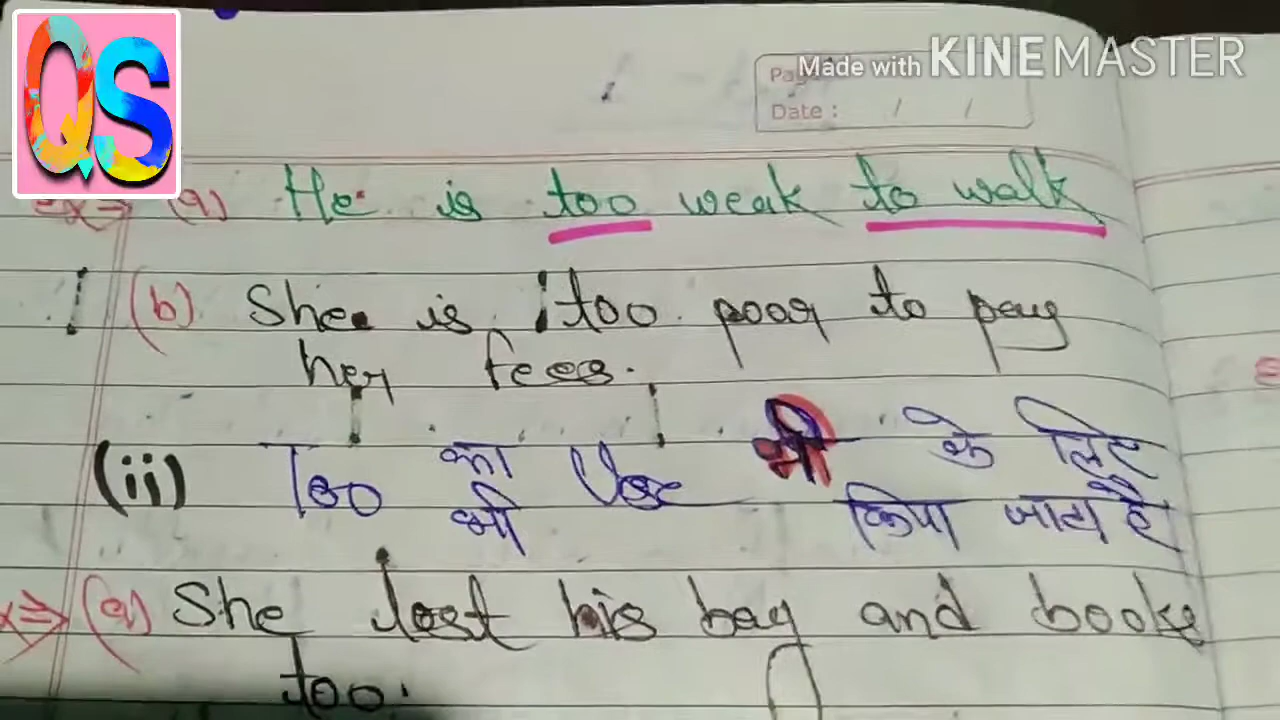 QS
Made with KINEMASTER
Page
Date : / /
ex⇒ (a) He is too weak to walk
(b) She is too poor to pay
her fees.
(ii) Too का Use भी के लिए
भी किया जाता है
x⇒ (a) She lost his bag and books
too.